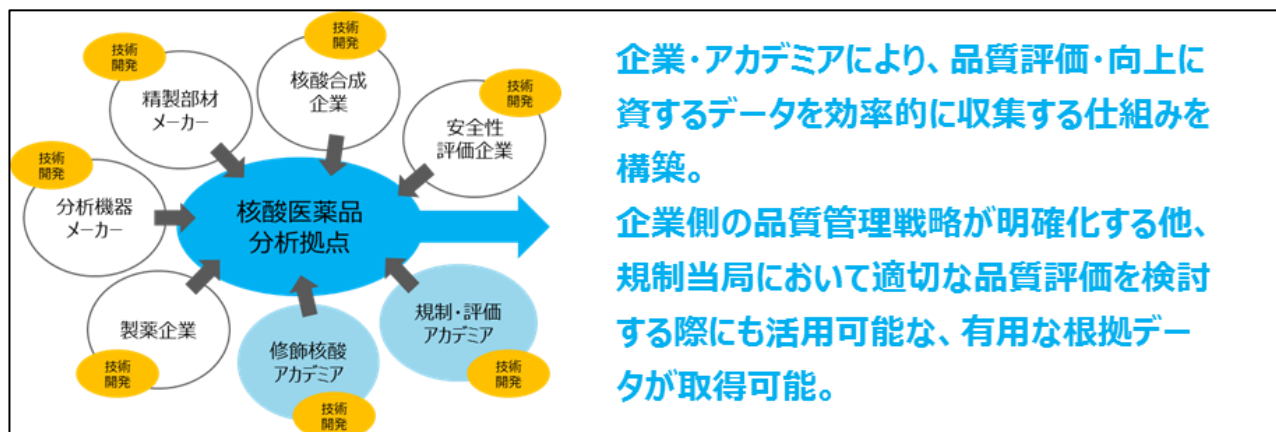 技術
開発
核酸合成
企業
技術
開発
精製部材
メーカー
技術
開発
安全性
評価企業
技術
開発
分析機器
メーカー
核酸医薬品
分析拠点
製薬企業
技術
開発
修飾核酸
アカデミア
技術
開発
規制・評価
アカデミア
技術
開発
企業・アカデミアにより、品質評価・向上に
資するデータを効率的に収集する仕組みを
構築。
企業側の品質管理戦略が明確化する他、
規制当局において適切な品質評価を検討
する際にも活用可能な、有用な根拠デー
タが取得可能。